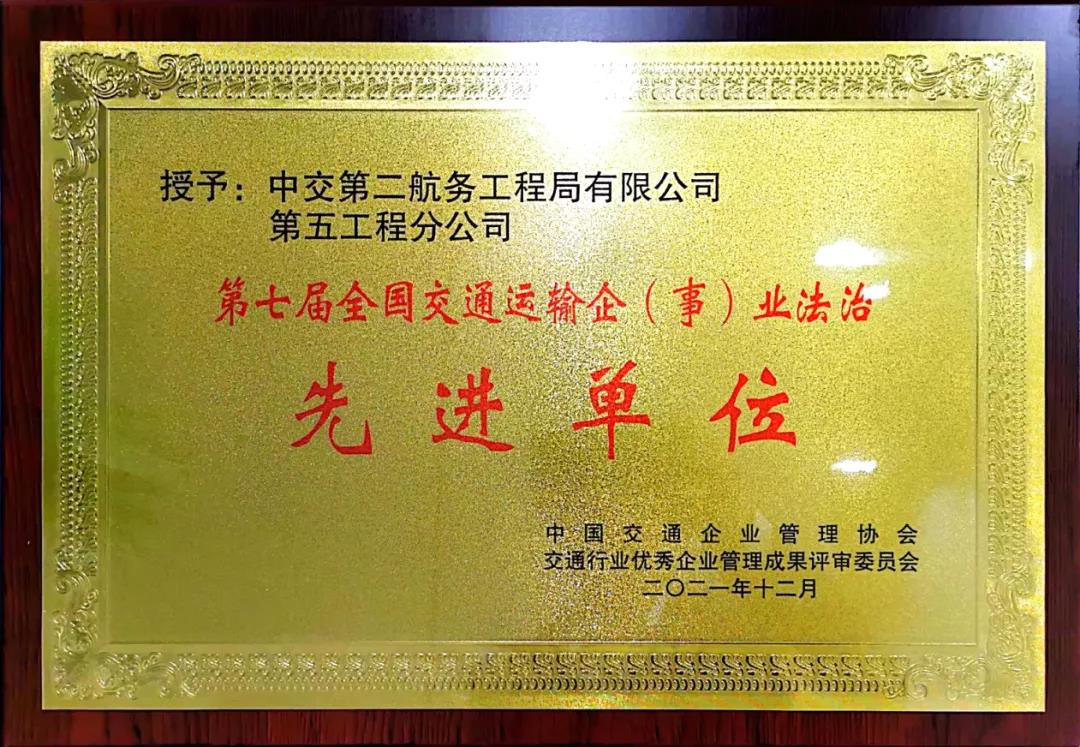 授予：中交第二航务工程局有限公司
第五工程分公司
第七届全国交通运输企（事）业法治
先进单位
中国交通企业管理协会
交通行业优秀企业管理成果评审委员会
二〇二一年十二月